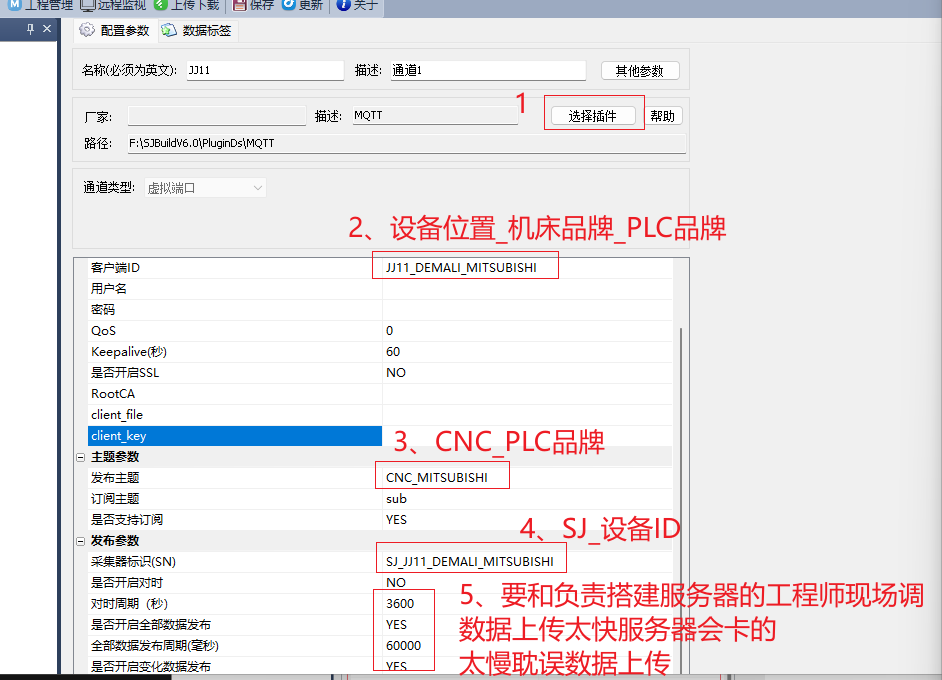 工程管理 远程监视 上传下载 保存 更新 关于
配置参数 数据标签
名称(必须为英文): JJ11 描述: 通道1 其他参数
1
厂家: 描述: MQTT 选择插件 帮助
路径: F:\SJBuildV6.0\PluginDs\MQTT
通道类型: 虚拟端口
2、设备位置_机床品牌_PLC品牌
客户端ID JJ11_DEMALI_MITSUBISHI
用户名
密码
QoS 0
Keepalive(秒) 60
是否开启SSL NO
RootCA
client_file
client_key
3、CNC_PLC品牌
主题参数
发布主题 CNC_MITSUBISHI
订阅主题 sub
是否支持订阅 YES
4、SJ_设备ID
发布参数
采集器标识(SN) SJ_JJ11_DEMALI_MITSUBISHI
是否开启对时 NO
对时周期（秒） 3600
是否开启全部数据发布 YES
全部数据发布周期(毫秒) 60000
是否开启变化数据发布 YES
5、要和负责搭建服务器的工程师现场调
数据上传太快服务器会卡的
太慢耽误数据上传